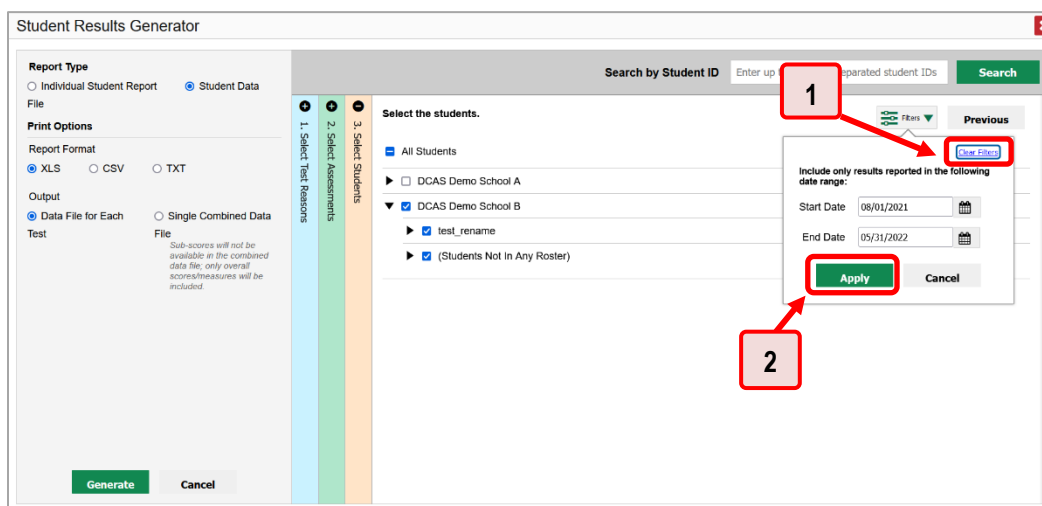 Student Results Generator
Report Type
Individual Student Report
Student Data
File
Print Options
Report Format
XLS
CSV
TXT
Output
Data File for Each
Test
Single Combined Data
File
Sub-scores will not be
available in the combined
data file; only overall
scores/measures will be
included.
Generate
Cancel
Search by Student ID
Enter up
parated student IDs
Search
1. Select Test Reasons
2. Select Assessments
3. Select Students
Select the students.
Filters
Previous
All Students
DCAS Demo School A
DCAS Demo School B
test_rename
(Students Not In Any Roster)
Clear Filters
Include only results reported in the following
date range:
Start Date
08/01/2021
End Date
05/31/2022
Apply
Cancel
1
2